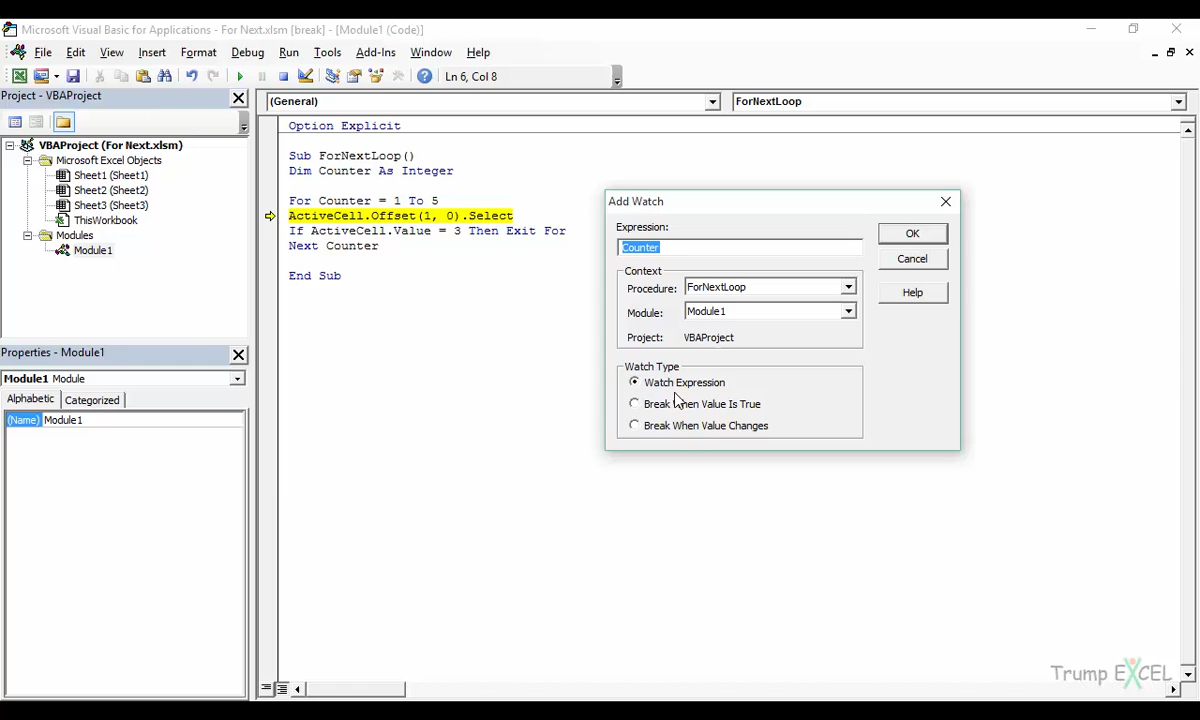 Microsoft Visual Basic for Applications - For Next.xlsm [break] - [Module1 (Code)]
File Edit View Insert Format Debug Run Tools Add-Ins Window Help
Ln 6, Col 8
Project - VBAProject
(General)
ForNextLoop
VBAProject (For Next.xlsm)
Microsoft Excel Objects
Sheet1 (Sheet1)
Sheet2 (Sheet2)
Sheet3 (Sheet3)
ThisWorkbook
Modules
Module1
Properties - Module1
Module1 Module
Alphabetic Categorized
(Name) Module1
Option Explicit
Sub ForNextLoop()
Dim Counter As Integer
For Counter = 1 To 5
ActiveCell.Offset(1, 0).Select
If ActiveCell.Value = 3 Then Exit For
Next Counter
End Sub
Add Watch
Expression:
Counter
OK
Cancel
Help
Context
Procedure: ForNextLoop
Module: Module1
Project: VBAProject
Watch Type
Watch Expression
Break When Value Is True
Break When Value Changes
Trump EXCEL